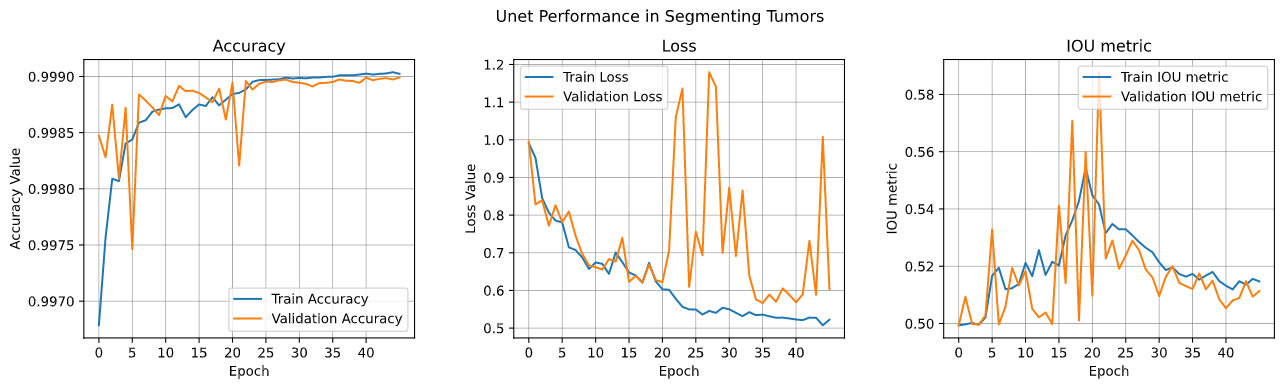 Unet Performance in Segmenting Tumors
Accuracy
Accuracy Value
0.9990
0.9985
0.9980
0.9975
0.9970
Train Accuracy
Validation Accuracy
0 5 10 15 20 25 30 35 40
Epoch
Loss
Loss Value
1.2
1.1
1.0
0.9
0.8
0.7
0.6
0.5
Train Loss
Validation Loss
0 5 10 15 20 25 30 35 40
Epoch
IOU metric
IOU metric
0.58
0.56
0.54
0.52
0.50
Train IOU metric
Validation IOU metric
0 5 10 15 20 25 30 35 40
Epoch